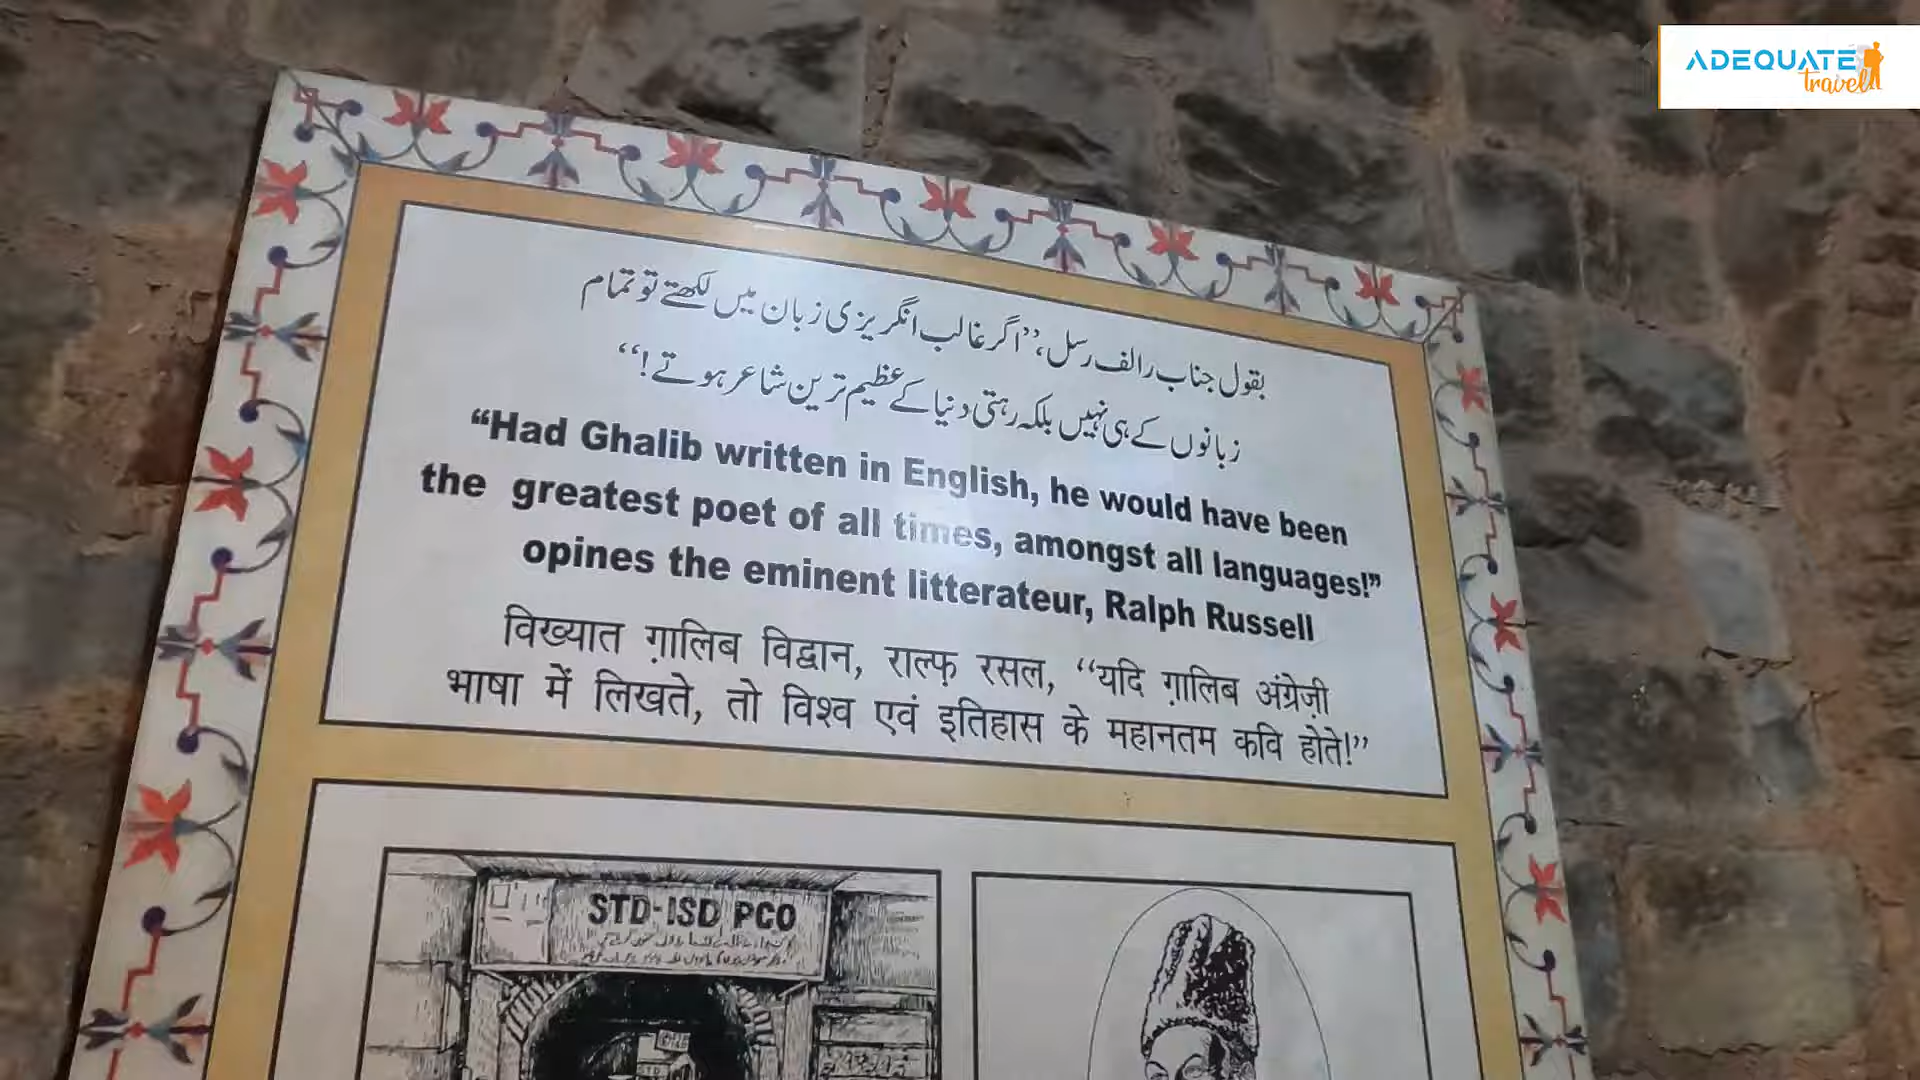 ADEQUATE
travel
بقول جناب رالف رسل، ”اگر غالب انگریزی زبان میں لکھتے تو تمام
زبانوں کے ہی نہیں بلکہ رہتی دنیا کے عظیم ترین شاعر ہوتے!“
“Had Ghalib written in English, he would have been
the greatest poet of all times, amongst all languages!”
opines the eminent litterateur, Ralph Russell
विख्यात ग़ालिब विद्वान, राल्फ़ रसल, “यदि ग़ालिब अंग्रेज़ी
भाषा में लिखते, तो विश्व एवं इतिहास के महानतम कवि होते!”
STD-ISD PCO